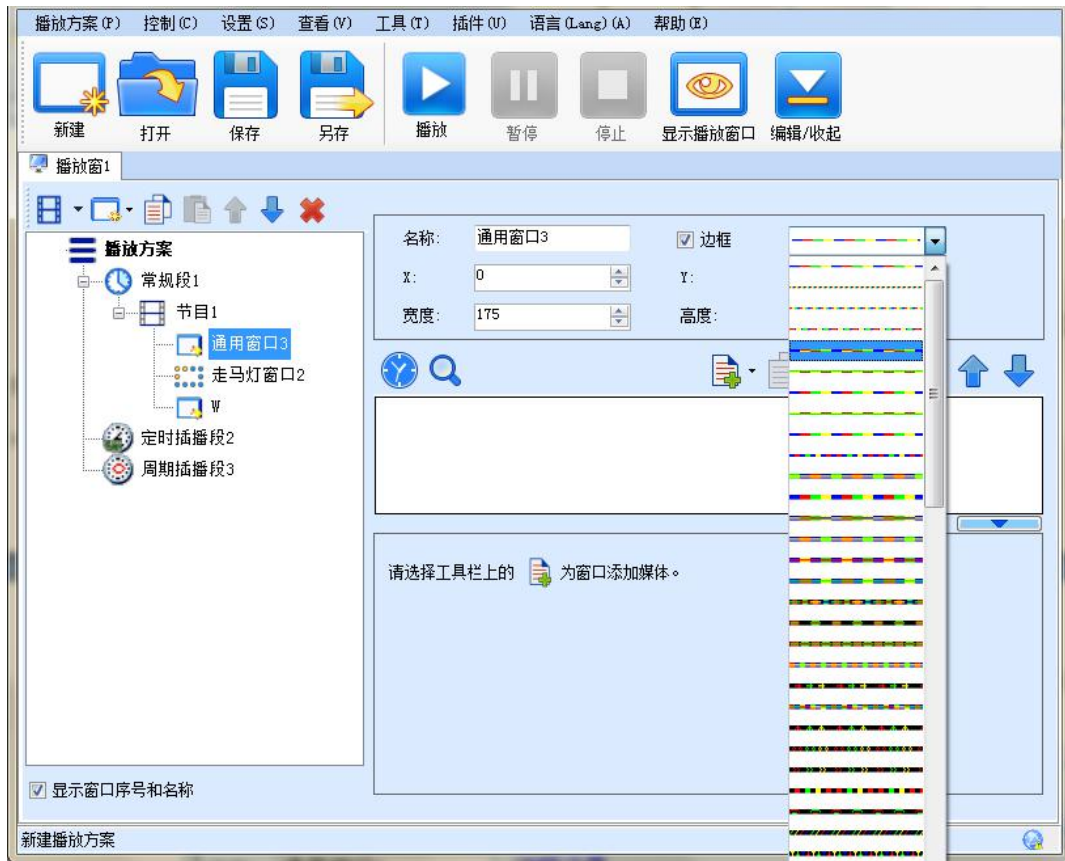 播放方案(P) 控制(C) 设置(S) 查看(V) 工具(T) 插件(U) 语言(Lang)(A) 帮助(E)
新建 打开 保存 另存 播放 暂停 停止 显示播放窗口 编辑/收起
播放窗1
播放方案
常规段1
节目1
通用窗口3
走马灯窗口2
W
定时插播段2
周期插播段3
名称: 通用窗口3 边框
X: 0 Y:
宽度: 175 高度:
请选择工具栏上的 为窗口添加媒体。
显示窗口序号和名称
新建播放方案